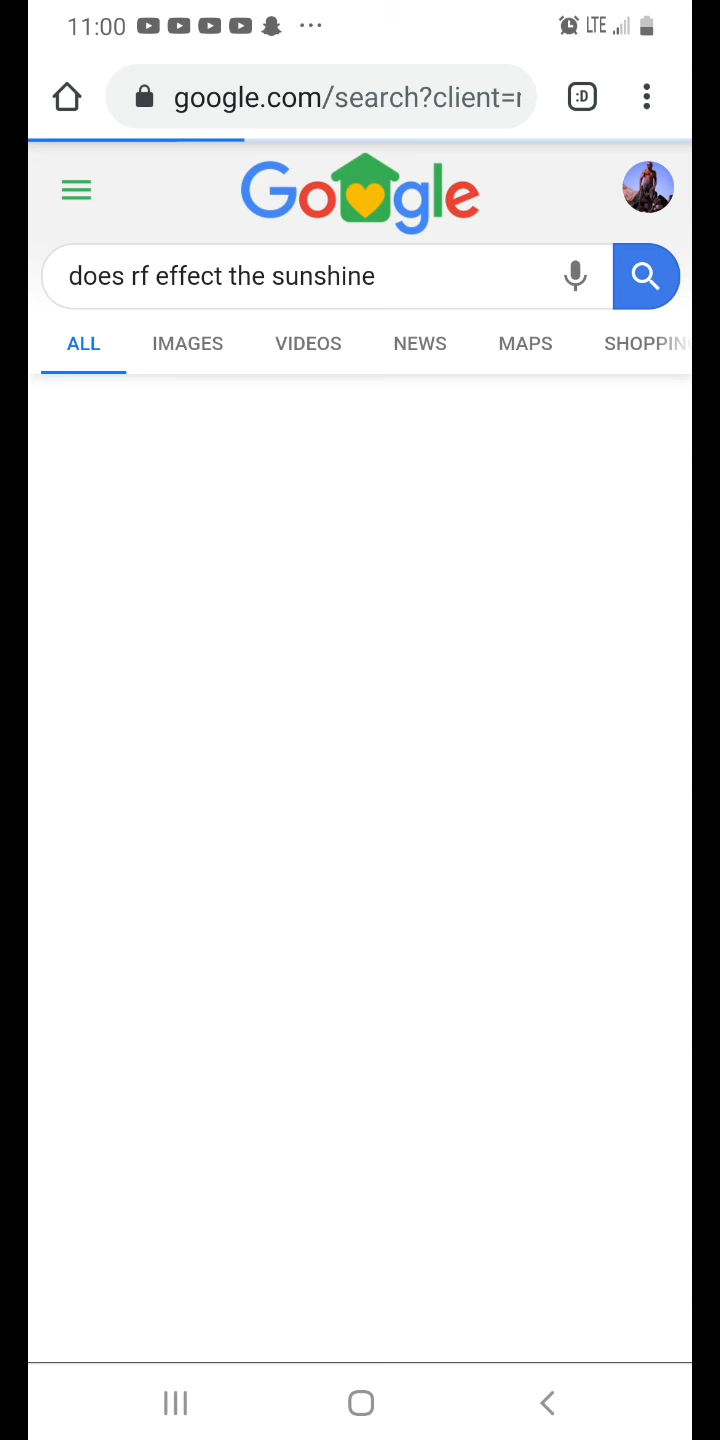 11:00 LTE
google.com/search?client=
:D
Google
does rf effect the sunshine
ALL IMAGES VIDEOS NEWS MAPS SHOPPIN